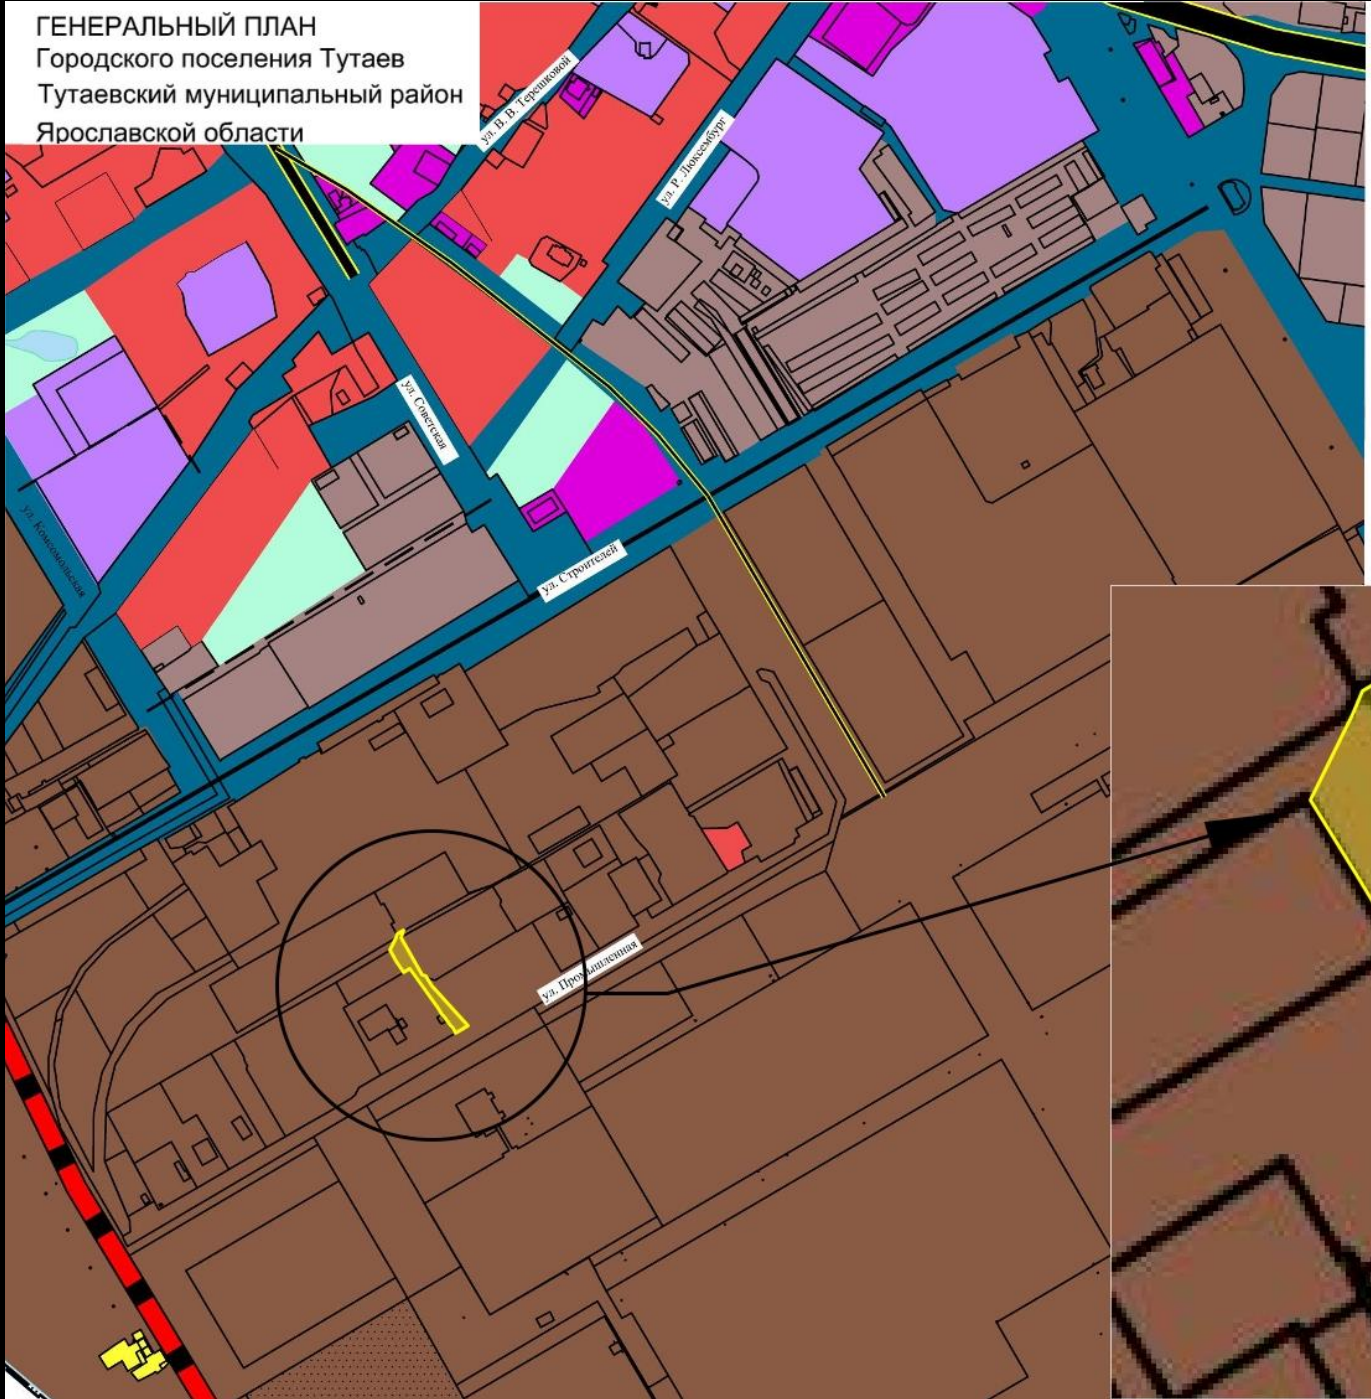 ГЕНЕРАЛЬНЫЙ ПЛАН
Городского поселения Тутаев
Тутаевский муниципальный район
Ярославской области
ул. В. В. Терешковой
ул. Р. Люксембург
ул. Советская
ул. Комсомольская
ул. Строителей
ул. Промышленная